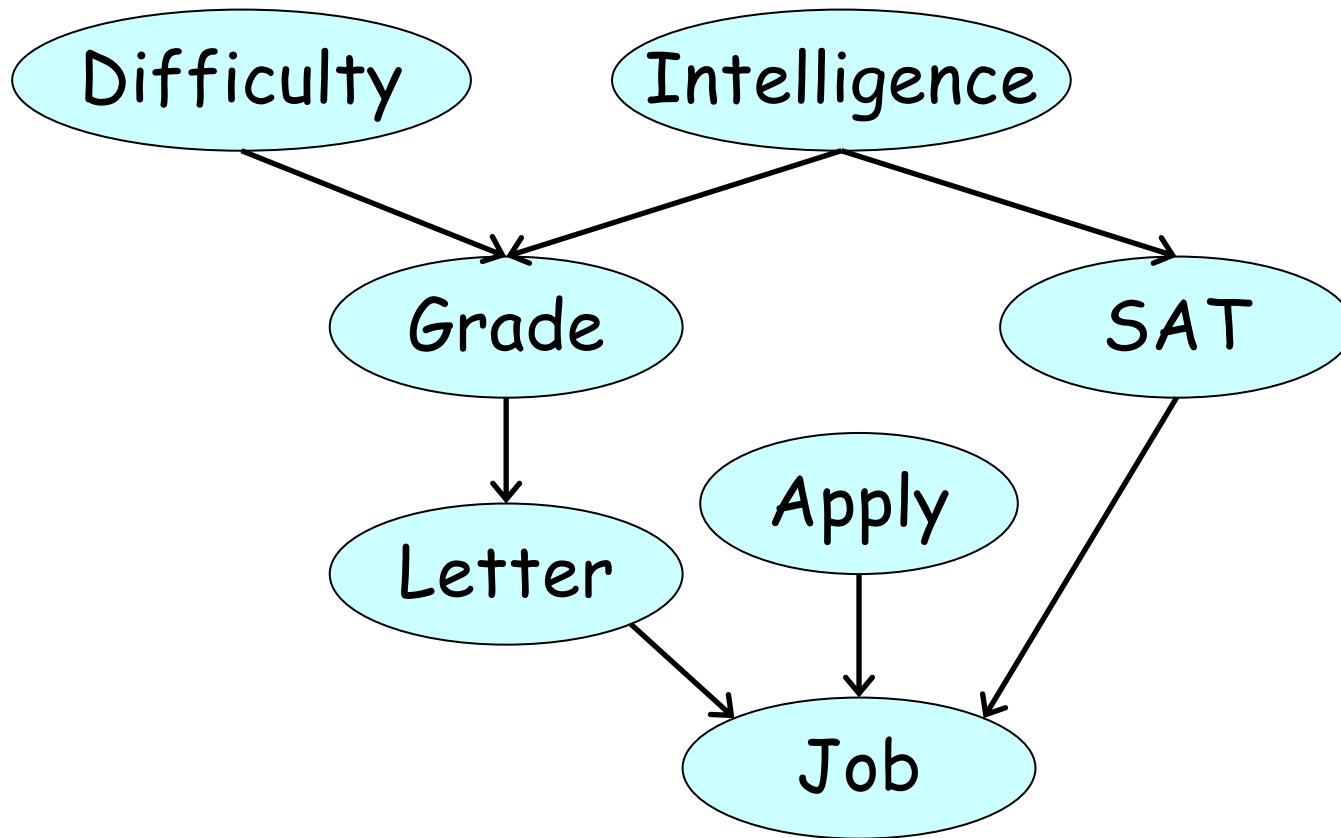 Difficulty
Intelligence
Grade
SAT
Apply
Letter
Job